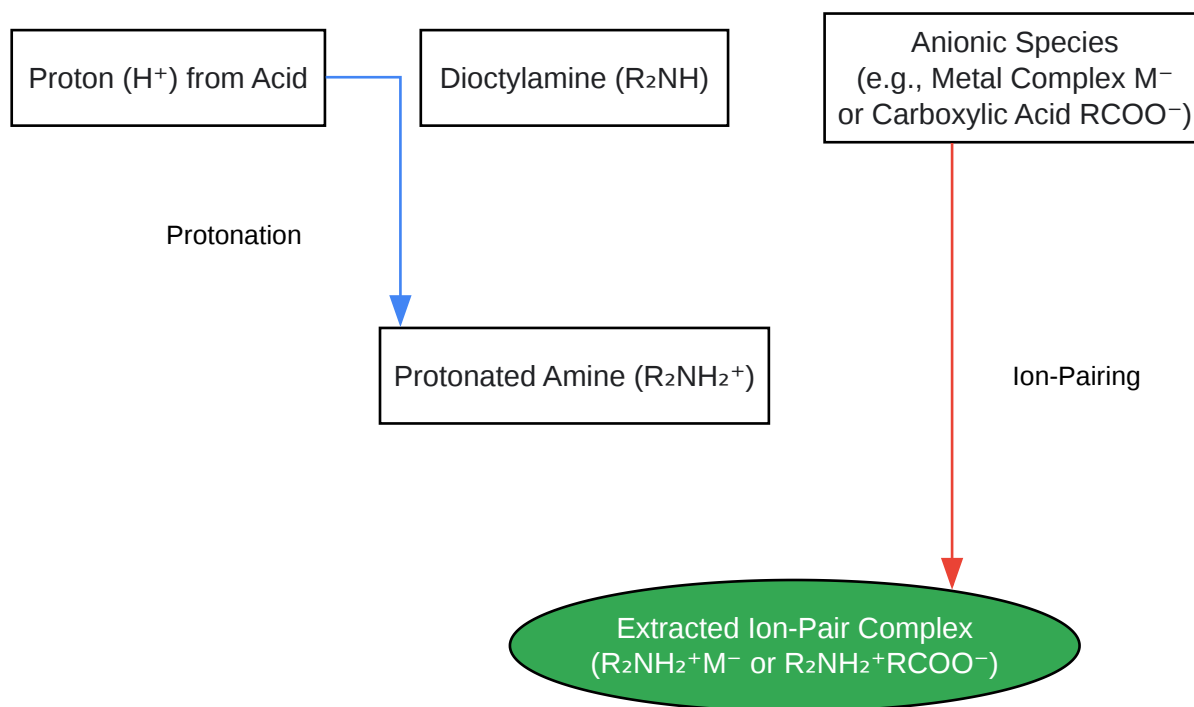 Proton (H⁺) from Acid
Dioctylamine (R₂NH)
Anionic Species
(e.g., Metal Complex M⁻
or Carboxylic Acid RCOO⁻)
Protonation
Protonated Amine (R₂NH₂⁺)
Ion-Pairing
Extracted Ion-Pair Complex
(R₂NH₂⁺M⁻ or R₂NH₂⁺RCOO⁻)